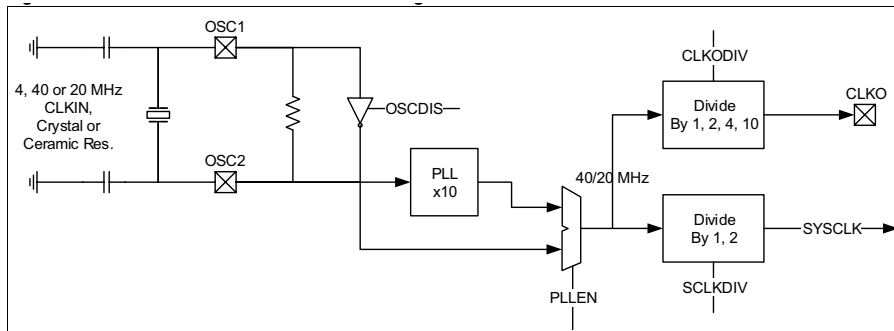 OSC1
4, 40 or 20 MHz
CLKIN,
Crystal or
Ceramic Res.
OSCDIS
OSC2
PLL
x10
40/20 MHz
PLLEN
CLKODIV
Divide
By 1, 2, 4, 10
CLKO
Divide
By 1, 2
SYSCLK
SCLKDIV